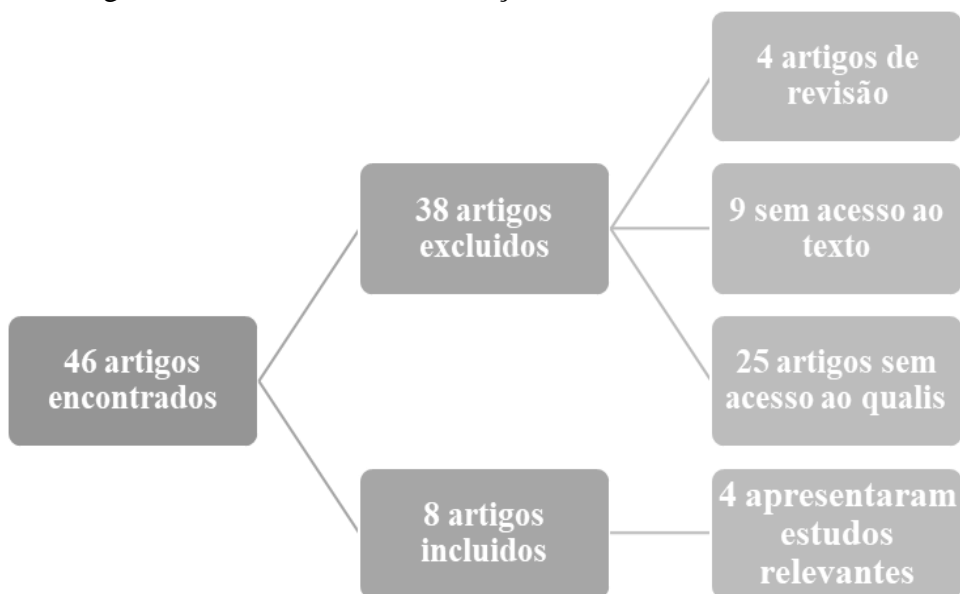 4 artigos de
revisão
38 artigos
excluidos
9 sem acesso ao
texto
46 artigos
encontrados
25 artigos sem
acesso ao qualis
8 artigos
incluidos
4 apresentaram
estudos
relevantes